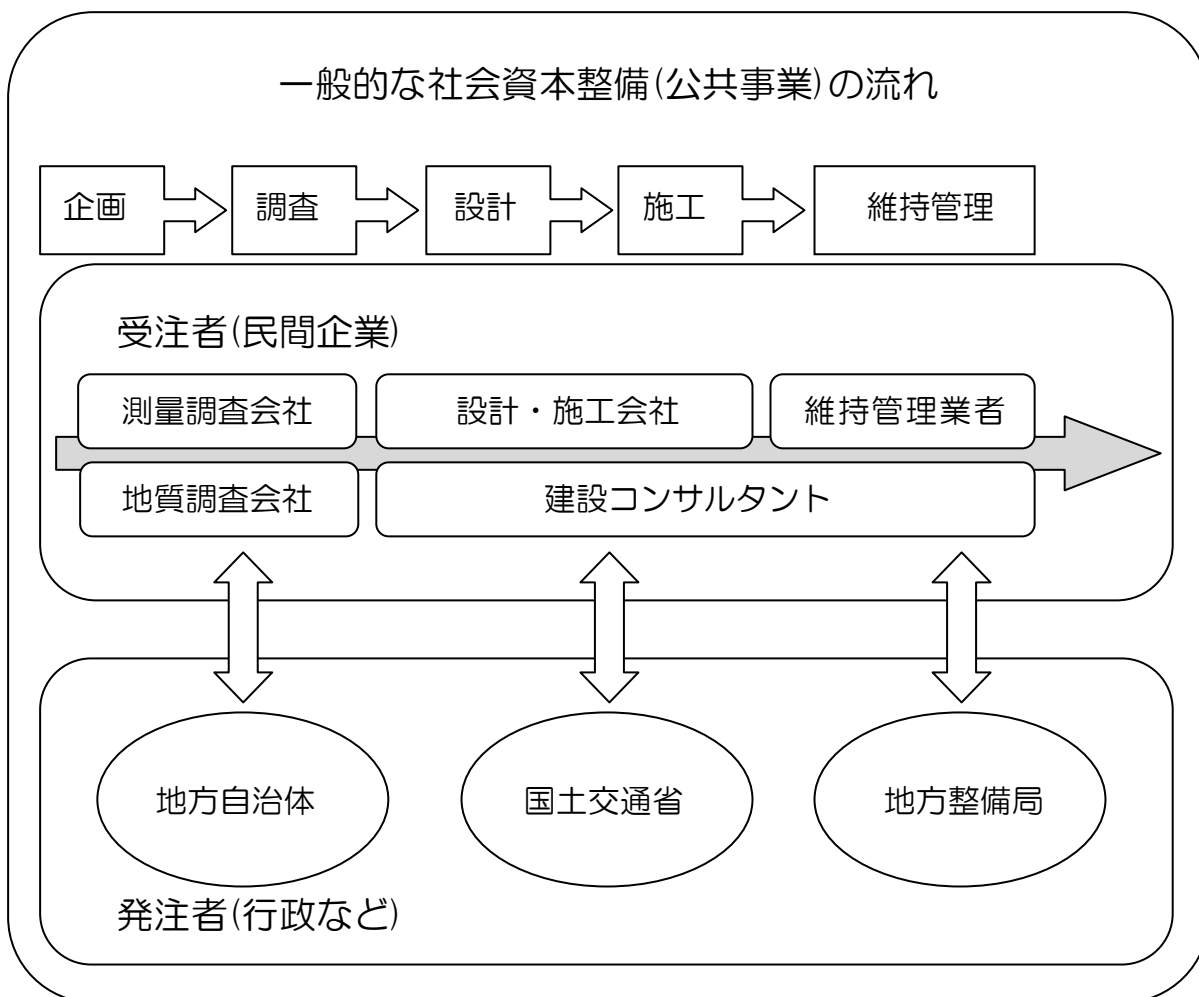 一般的な社会資本整備(公共事業)の流れ
企画
調査
設計
施工
維持管理
受注者(民間企業)
測量調査会社
設計・施工会社
維持管理業者
地質調査会社
建設コンサルタント
地方自治体
国土交通省
地方整備局
発注者(行政など)